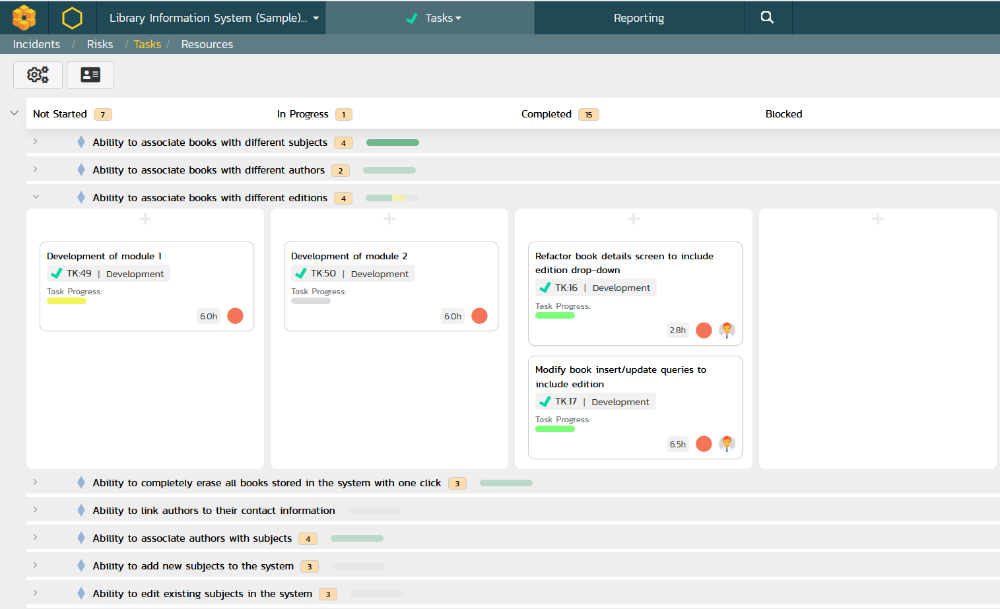 Library Information System (Sample)...
Tasks
Reporting
Incidents / Risks / Tasks / Resources
Not Started 7
In Progress 1
Completed 15
Blocked
Ability to associate books with different subjects 4
Ability to associate books with different authors 2
Ability to associate books with different editions 4
Development of module 1
TK:49 | Development
Task Progress:
6.0h
Development of module 2
TK:50 | Development
Task Progress:
6.0h
Refactor book details screen to include
edition drop-down
TK:16 | Development
Task Progress:
2.8h
Modify book insert/update queries to
include edition
TK:17 | Development
Task Progress:
6.5h
Ability to completely erase all books stored in the system with one click 3
Ability to link authors to their contact information
Ability to associate authors with subjects 4
Ability to add new subjects to the system 3
Ability to edit existing subjects in the system 3